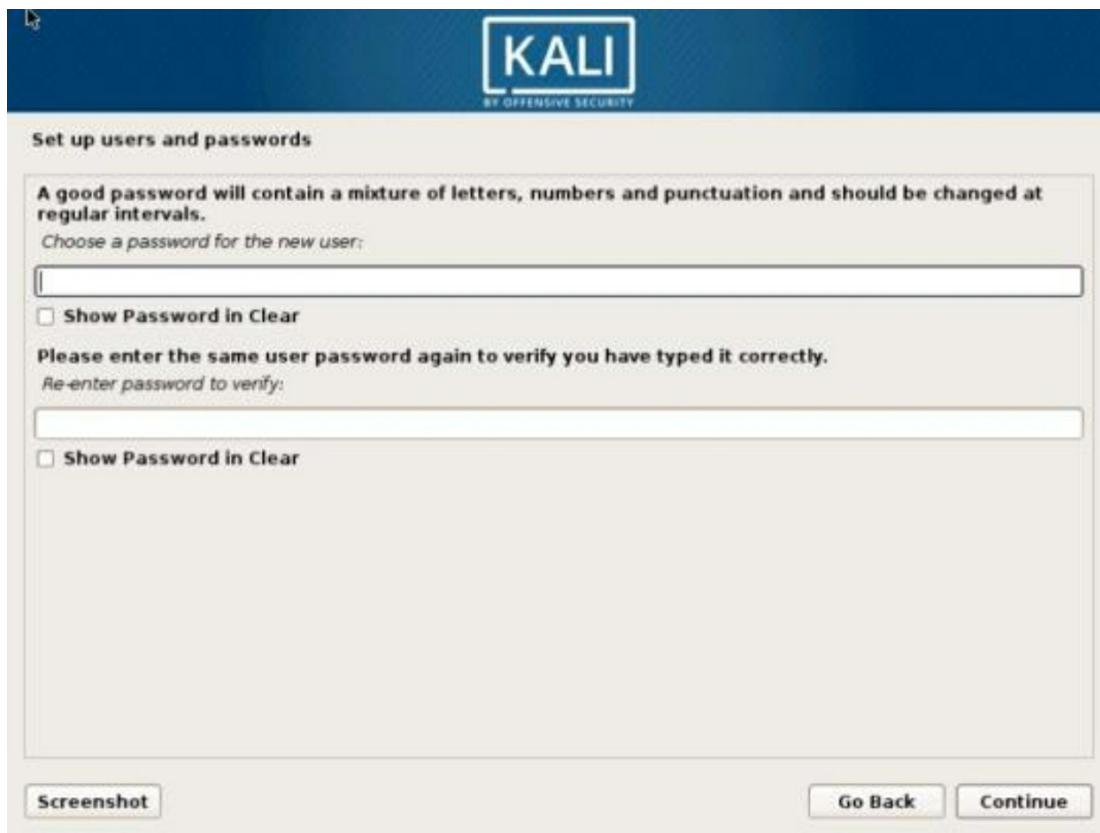 KALI
BY OFFENSIVE SECURITY
Set up users and passwords
A good password will contain a mixture of letters, numbers and punctuation and should be changed at
regular intervals.
Choose a password for the new user:
Show Password in Clear
Please enter the same user password again to verify you have typed it correctly.
Re-enter password to verify:
Show Password in Clear
Screenshot
Go Back
Continue